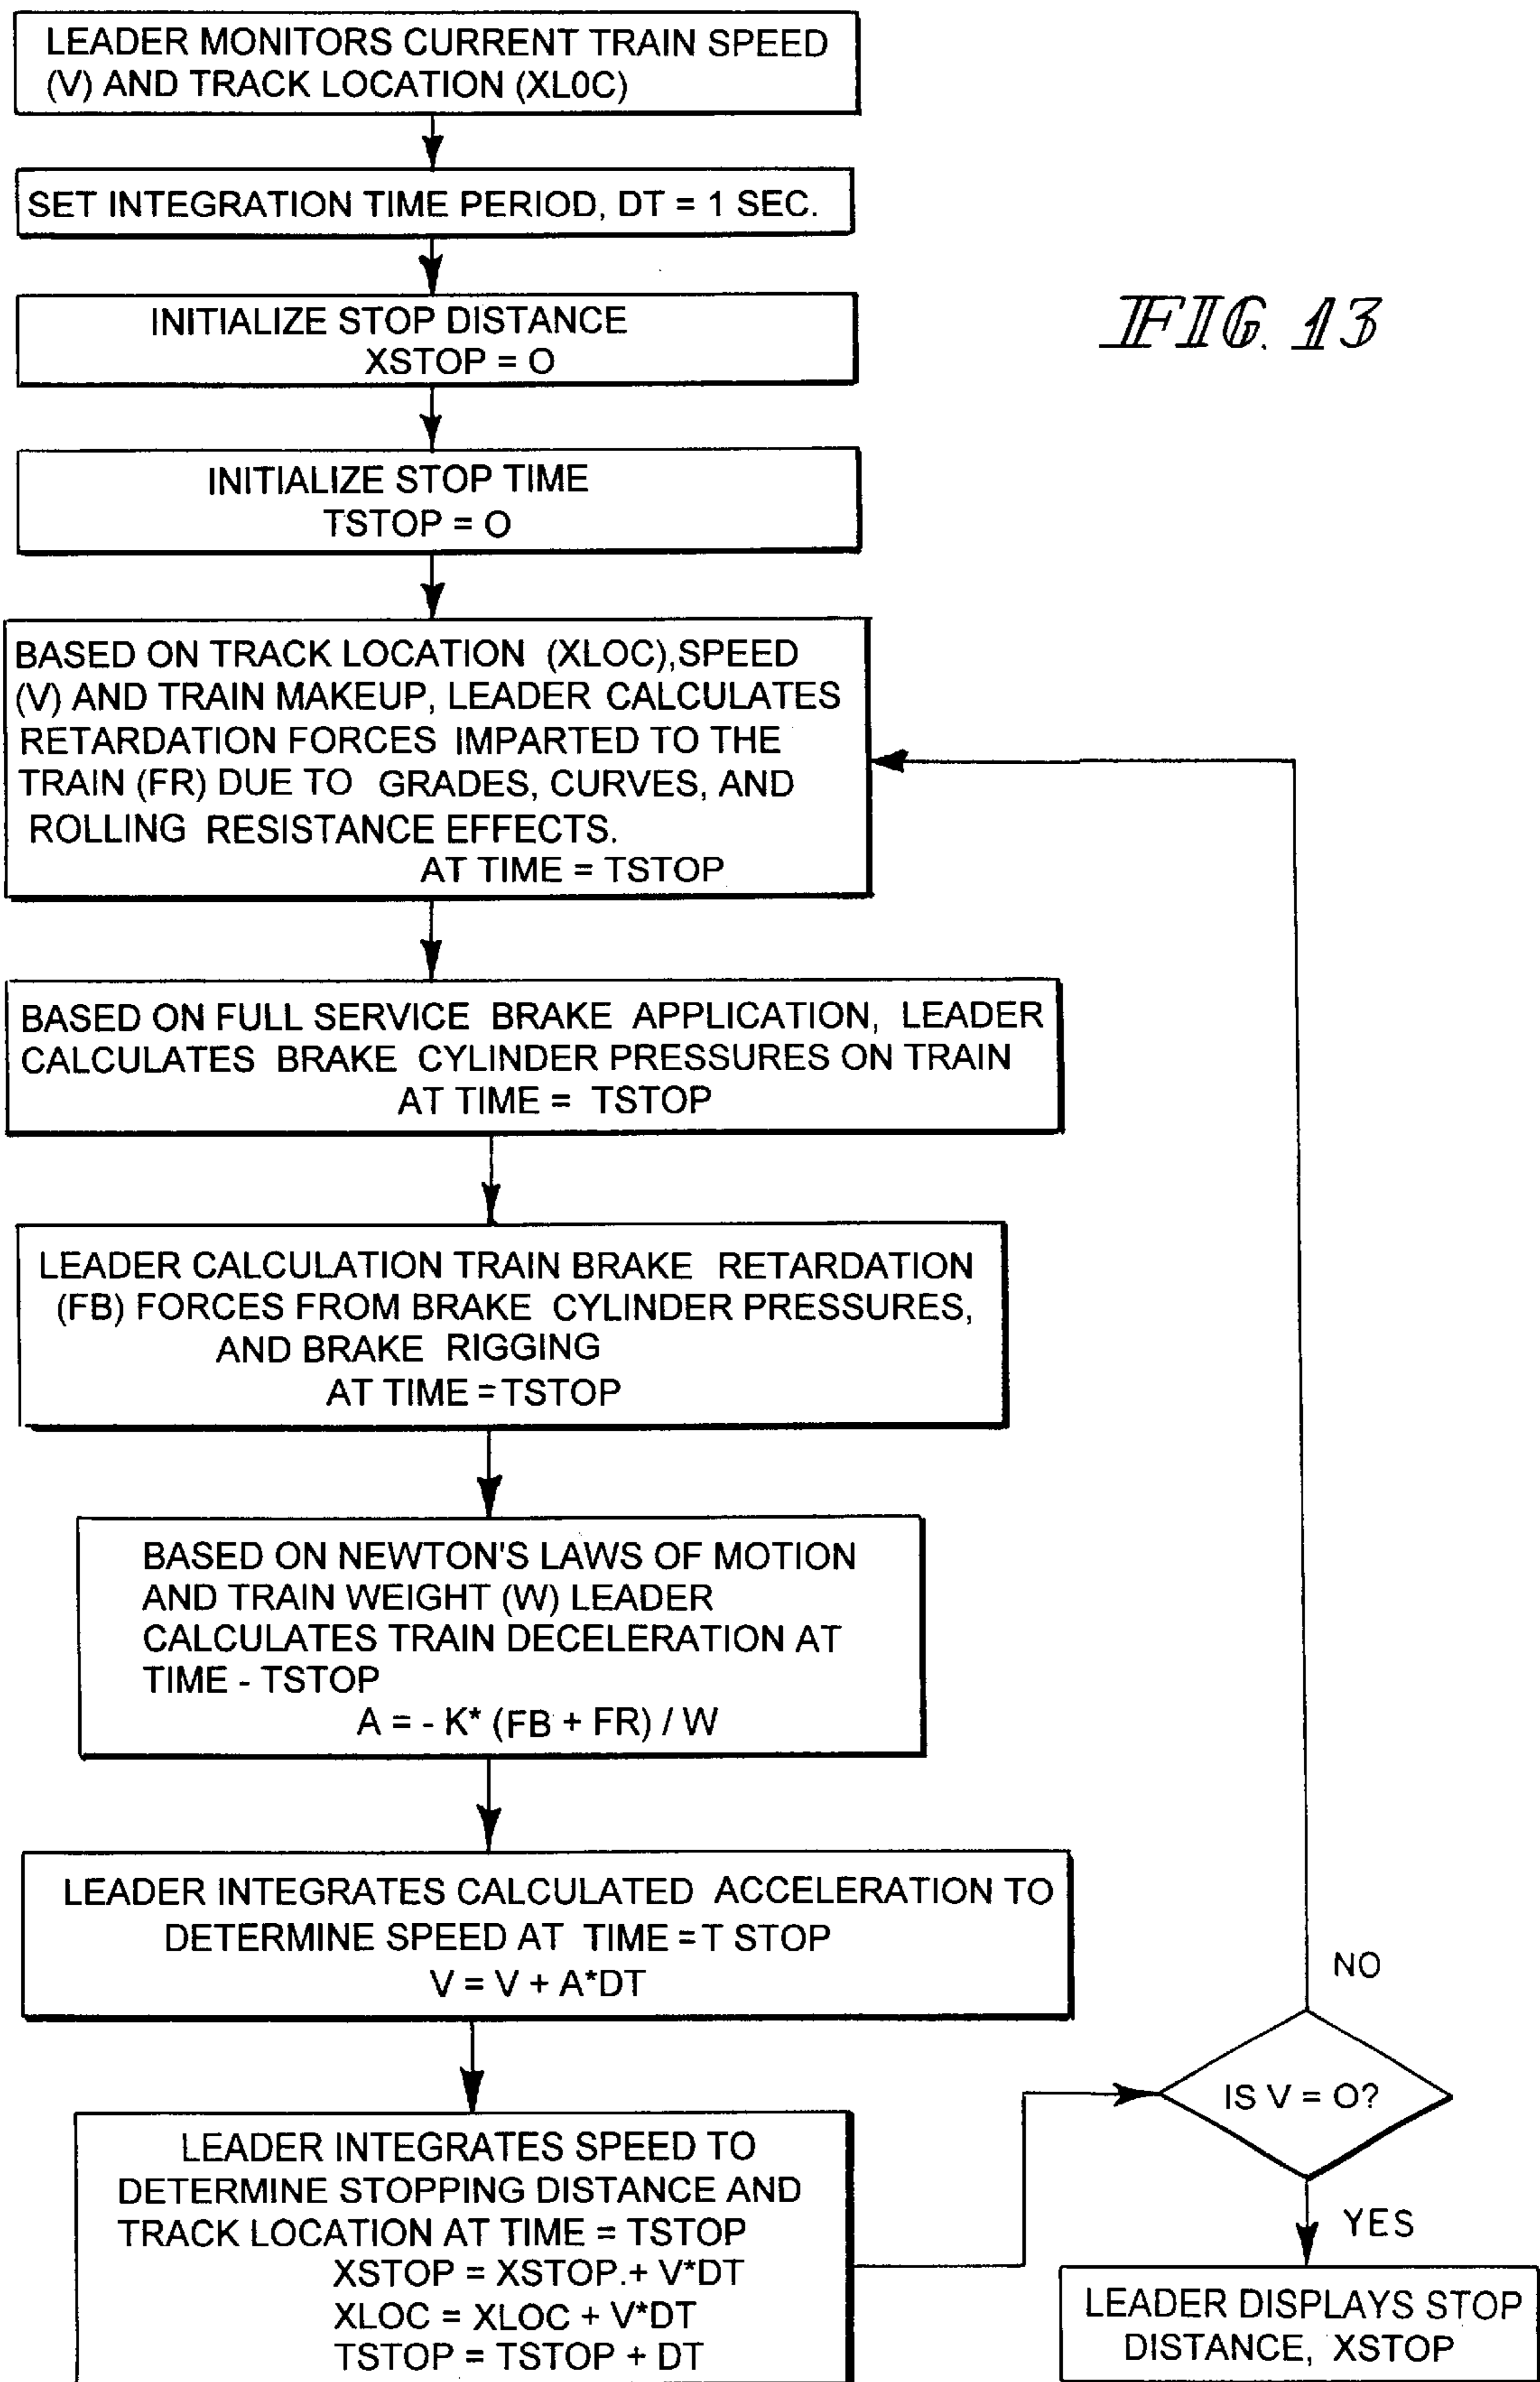 LEADER MONITORS CURRENT TRAIN SPEED
(V) AND TRACK LOCATION (XLOC)
SET INTEGRATION TIME PERIOD, DT = 1 SEC.
INITIALIZE STOP DISTANCE
XSTOP = O
FIG. 13
INITIALIZE STOP TIME
TSTOP = O
BASED ON TRACK LOCATION (XLOC),SPEED
(V) AND TRAIN MAKEUP, LEADER CALCULATES
RETARDATION FORCES IMPARTED TO THE
TRAIN (FR) DUE TO GRADES, CURVES, AND
ROLLING RESISTANCE EFFECTS.
AT TIME = TSTOP
BASED ON FULL SERVICE BRAKE APPLICATION, LEADER
CALCULATES BRAKE CYLINDER PRESSURES ON TRAIN
AT TIME = TSTOP
LEADER CALCULATION TRAIN BRAKE RETARDATION
(FB) FORCES FROM BRAKE CYLINDER PRESSURES,
AND BRAKE RIGGING
AT TIME = TSTOP
BASED ON NEWTON'S LAWS OF MOTION
AND TRAIN WEIGHT (W) LEADER
CALCULATES TRAIN DECELERATION AT
TIME - TSTOP
A = - K* (FB + FR) / W
LEADER INTEGRATES CALCULATED ACCELERATION TO
DETERMINE SPEED AT TIME = T STOP
V = V + A*DT
LEADER INTEGRATES SPEED TO
DETERMINE STOPPING DISTANCE AND
TRACK LOCATION AT TIME = TSTOP
XSTOP = XSTOP.+ V*DT
XLOC = XLOC + V*DT
TSTOP = TSTOP + DT
NO
IS V = O?
YES
LEADER DISPLAYS STOP
DISTANCE, XSTOP